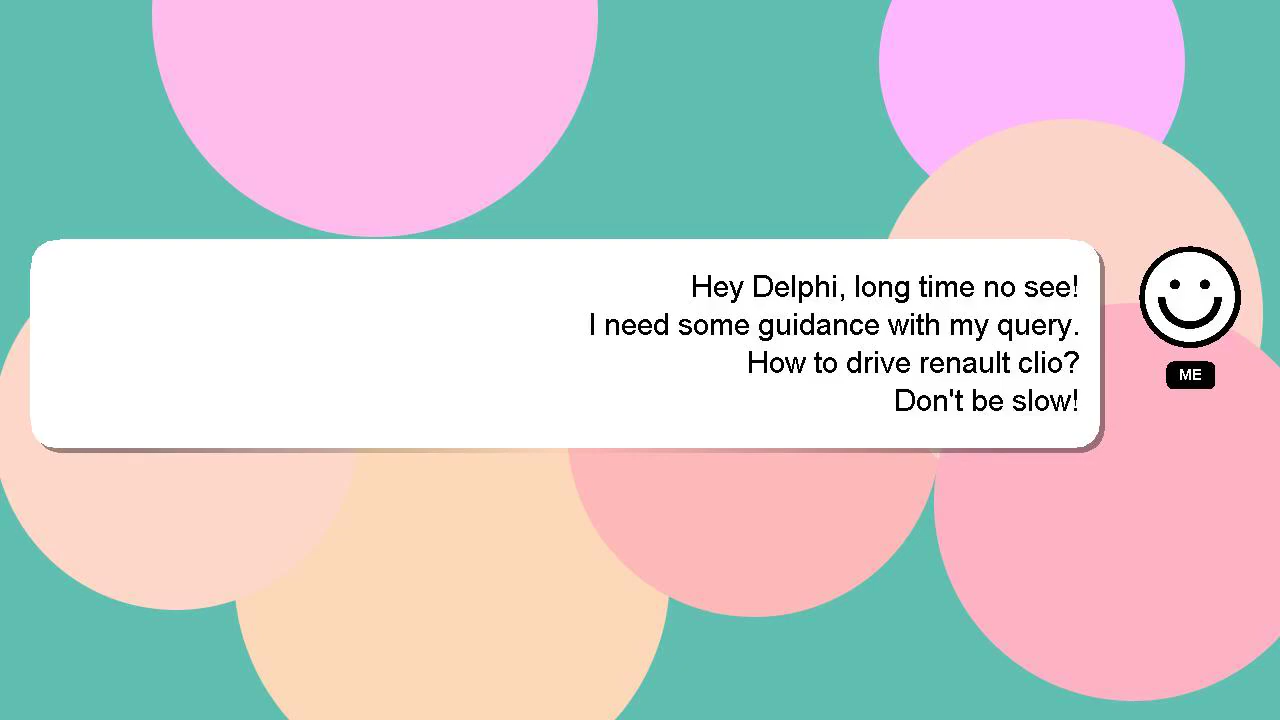 Hey Delphi, long time no see!
I need some guidance with my query.
How to drive renault clio?
Don't be slow!
ME